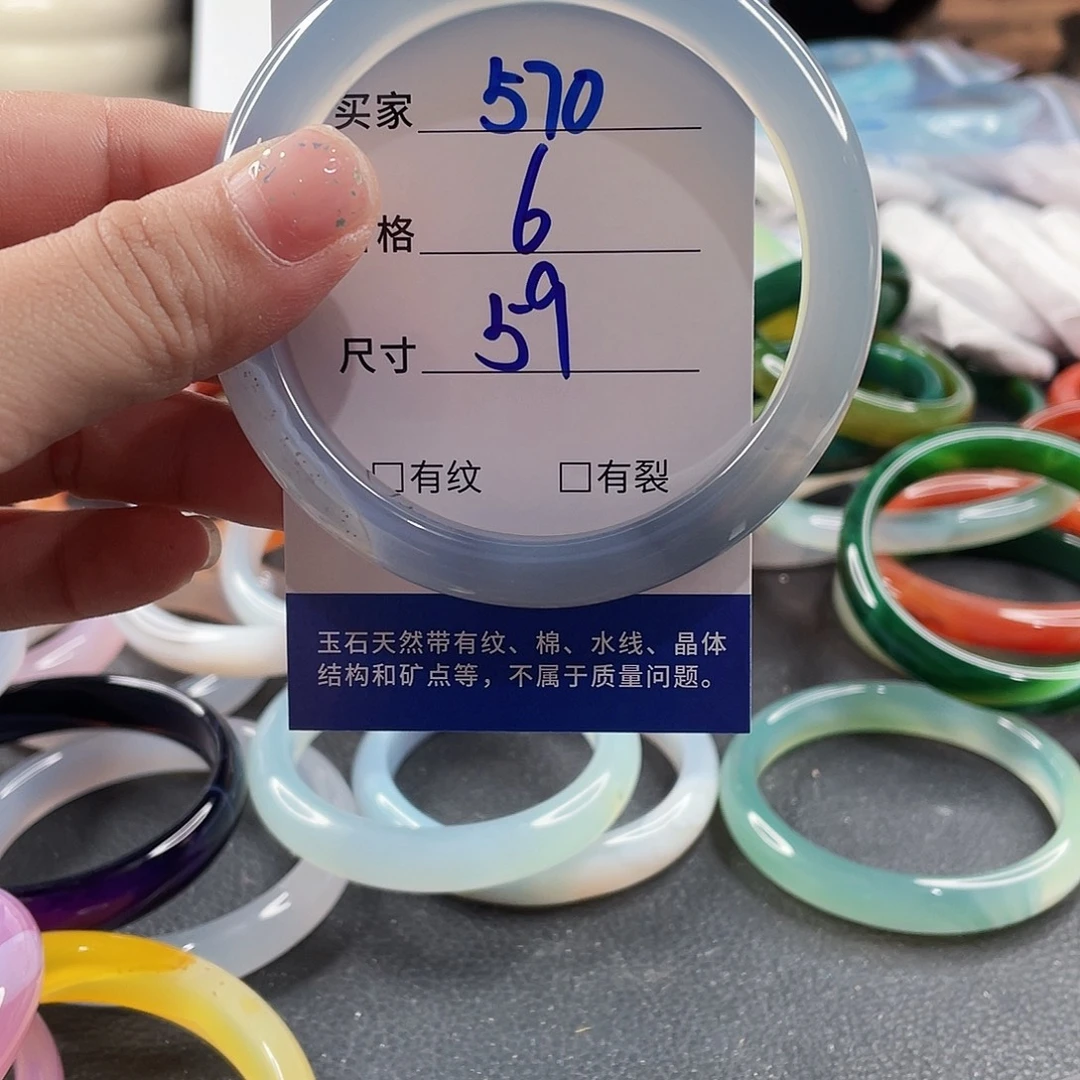 买家 570
格 6
尺寸 59
□有纹 □有裂
玉石天然带有纹、棉、水线、晶体
结构和矿点等，不属于质量问题。